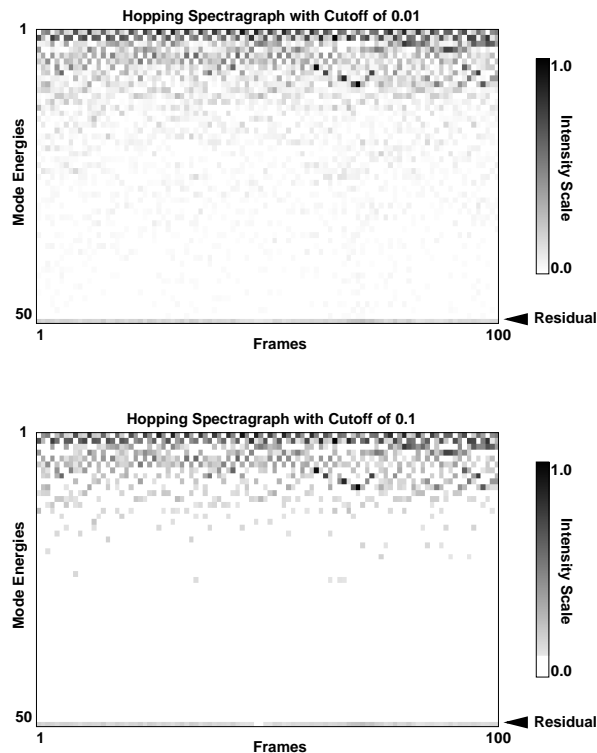 Hopping Spectragraph with Cutoff of 0.01
1
Mode Energies
50
1
Frames
100
1.0
Intensity Scale
0.0
Residual
Hopping Spectragraph with Cutoff of 0.1
1
Mode Energies
50
1
Frames
100
1.0
Intensity Scale
0.0
Residual